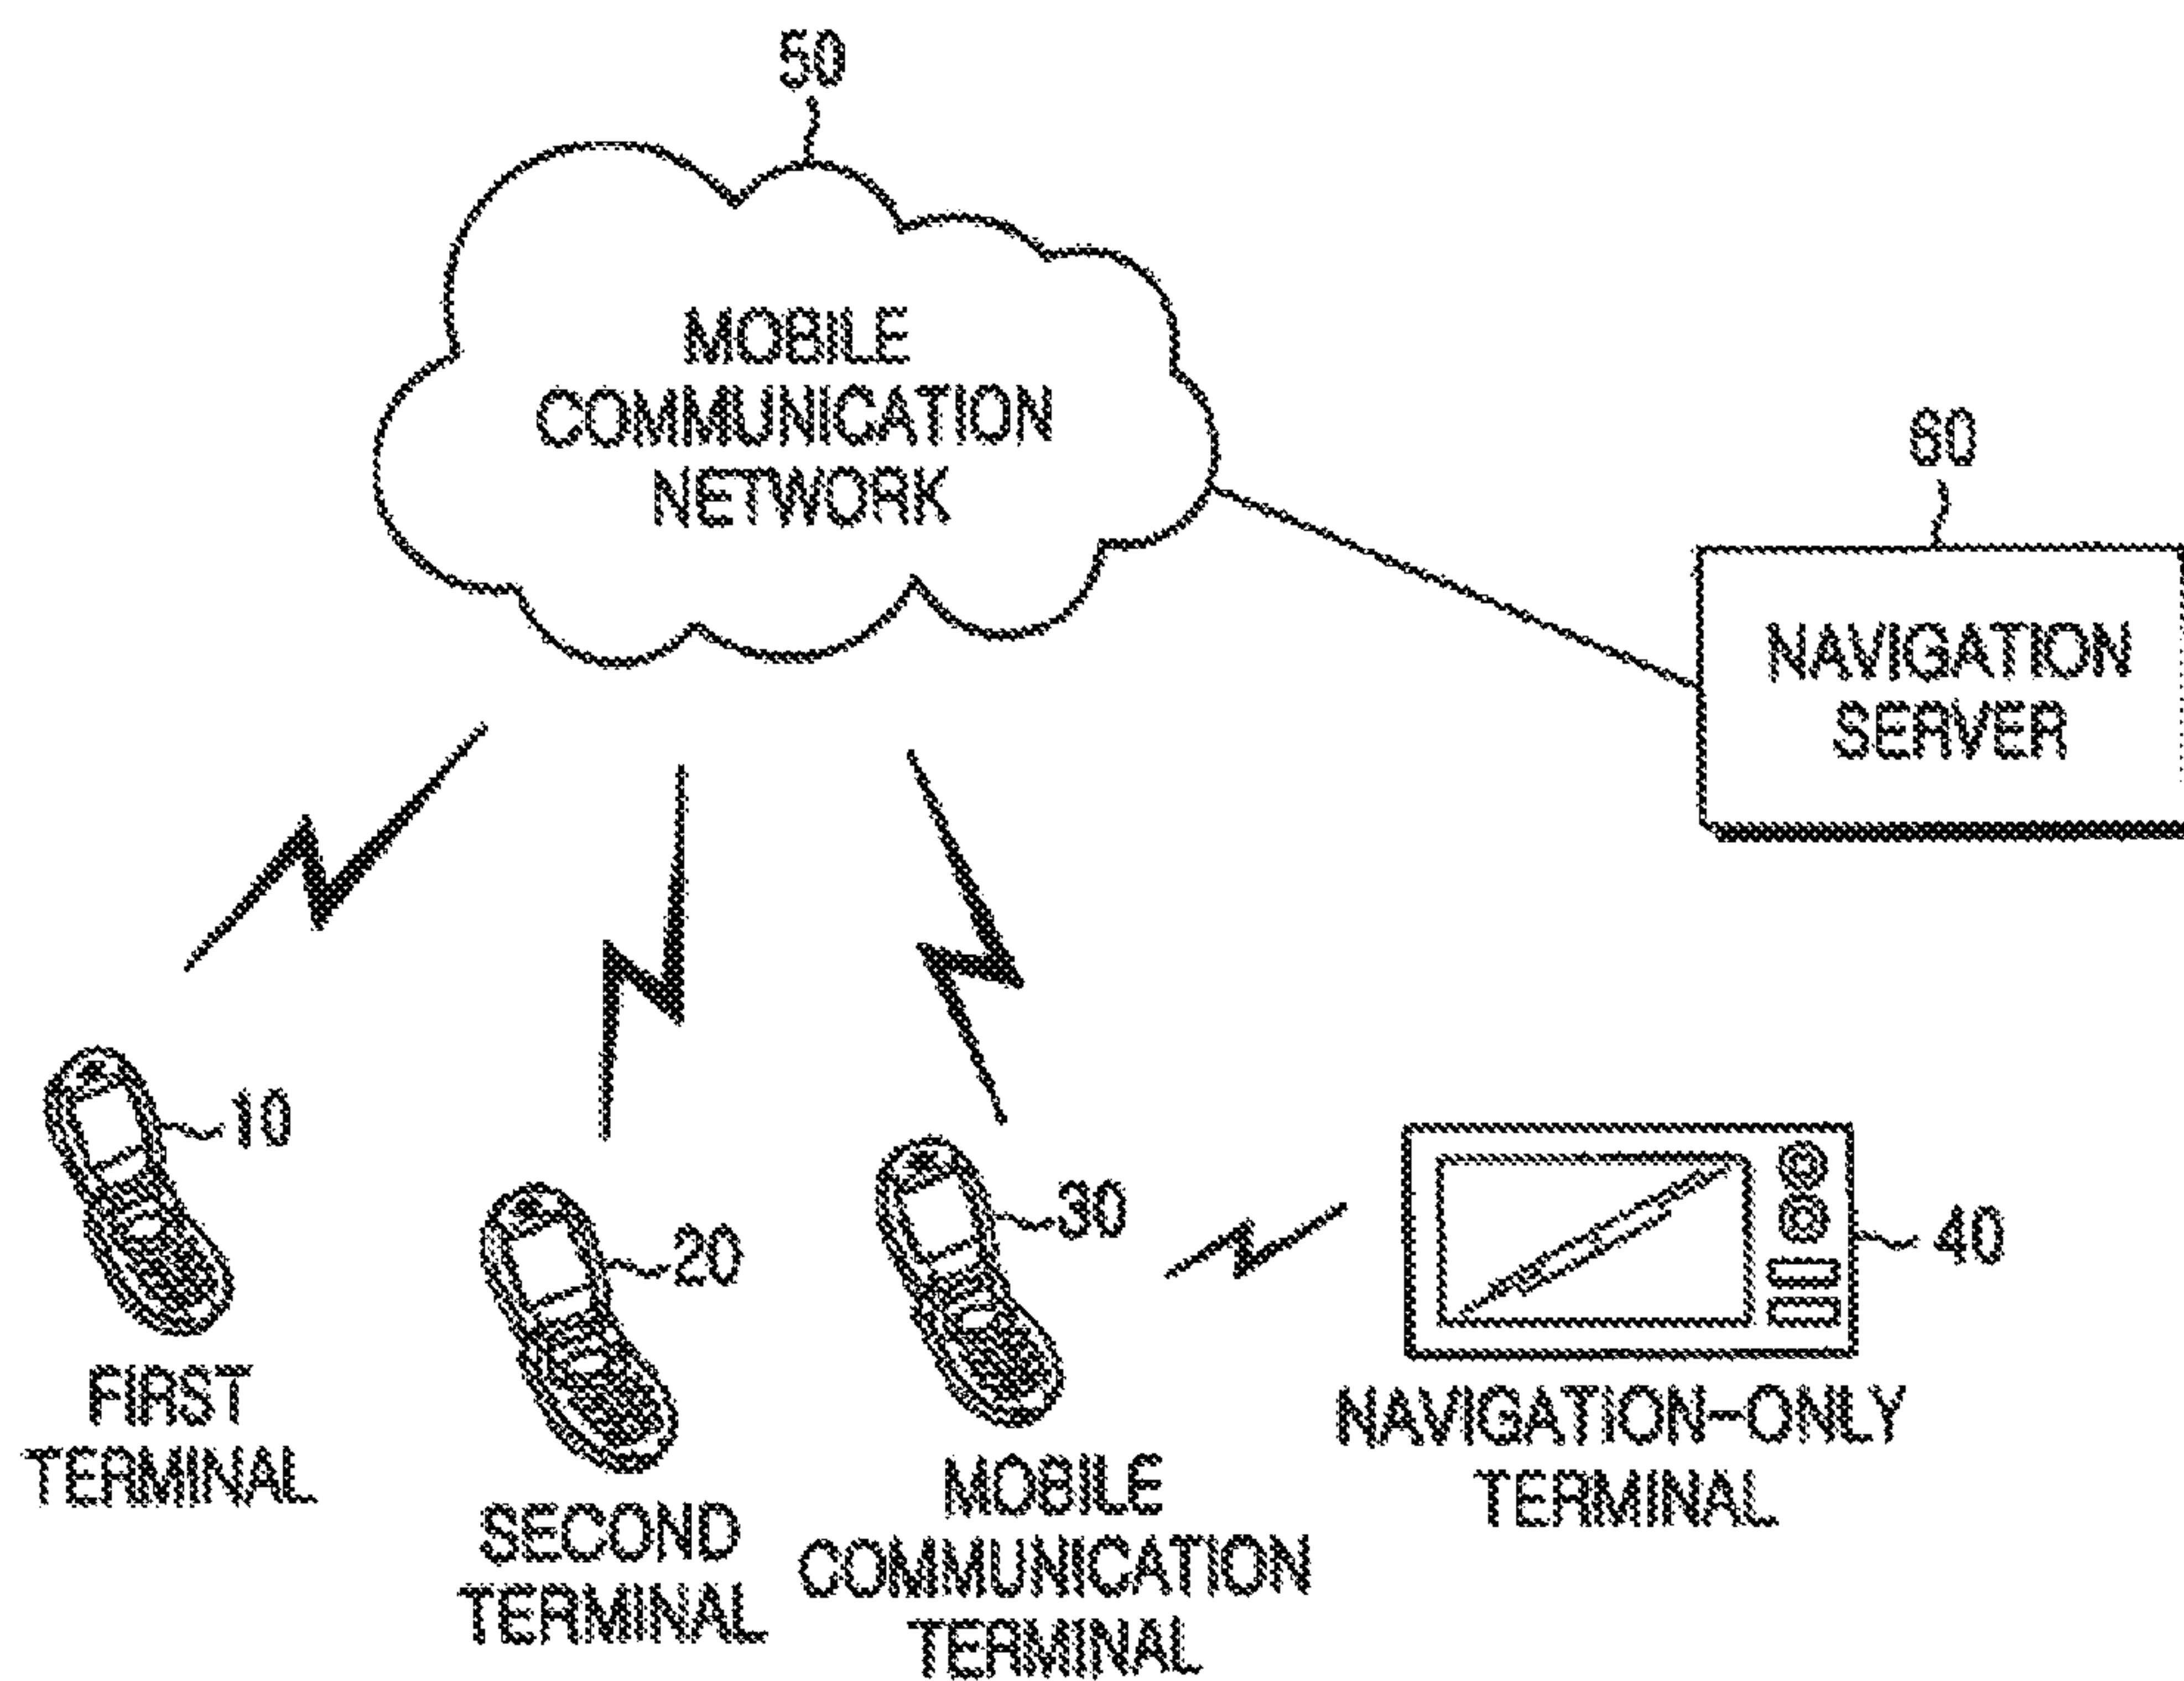 50
MOBILE
COMMUNICATION
NETWORK
60
NAVIGATION
SERVER
10
FIRST
TERMINAL
20
SECOND
TERMINAL
30
MOBILE
COMMUNICATION
TERMINAL
40
NAVIGATION-ONLY
TERMINAL